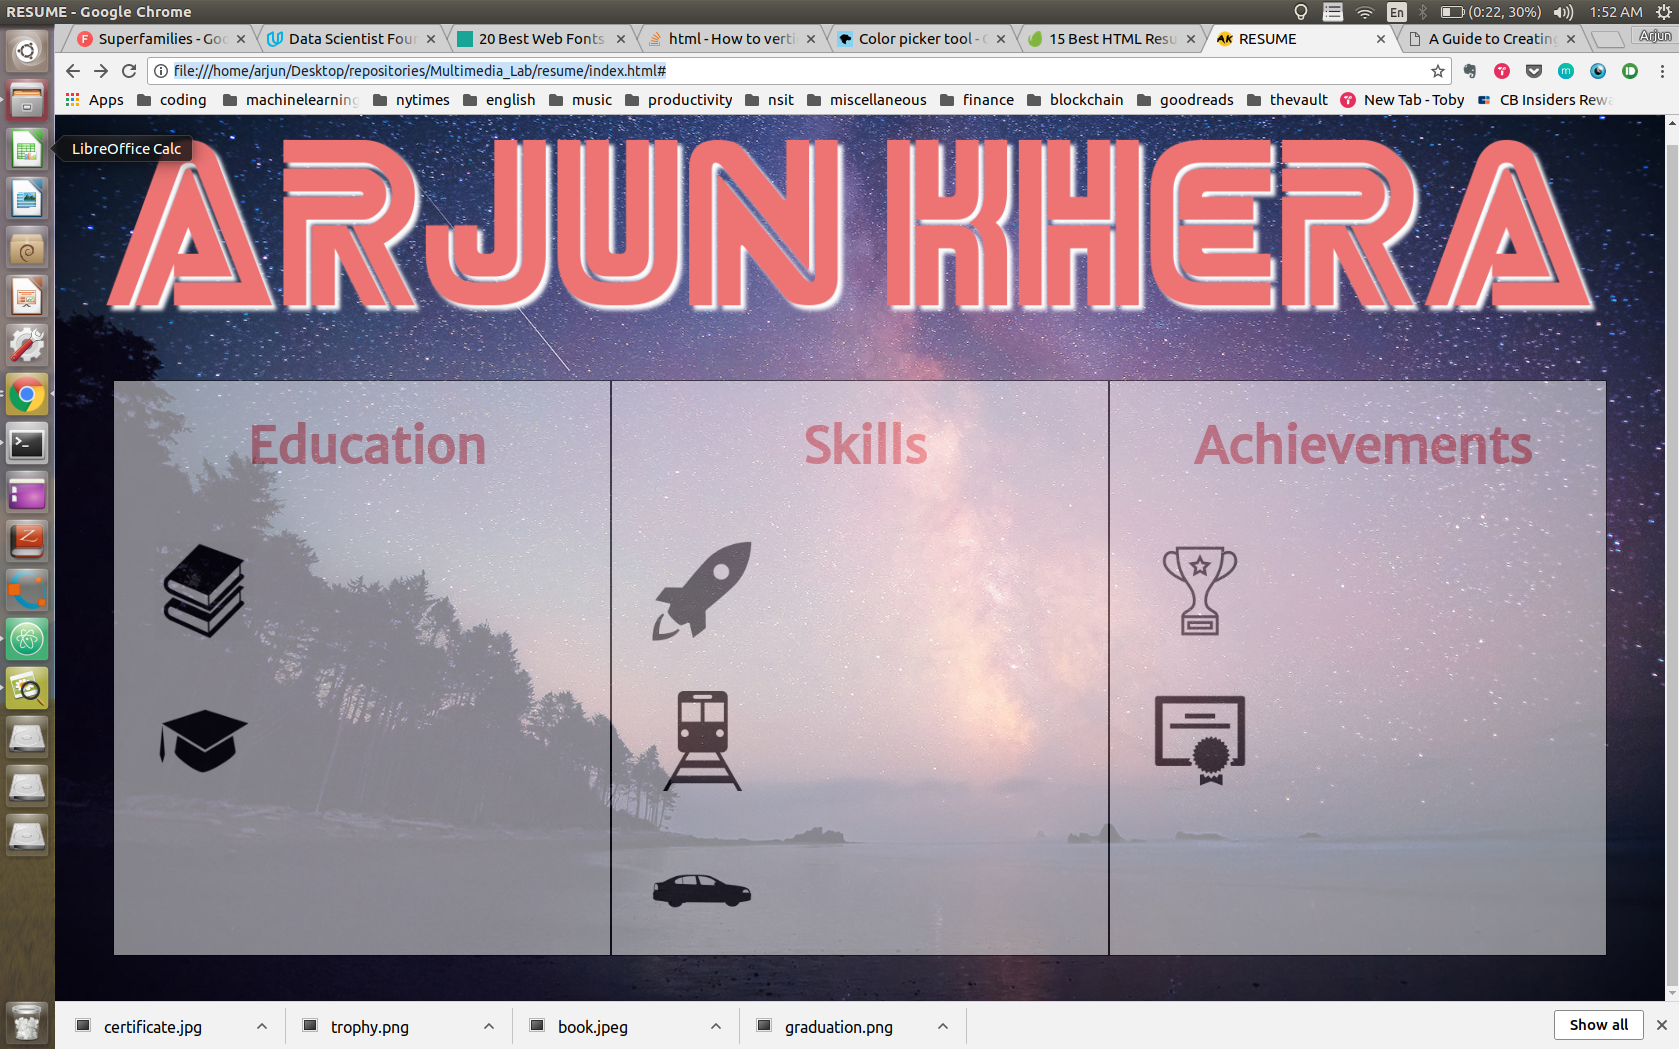 RESUME - Google Chrome
En
(0:22, 30%)
1:52 AM
Superfamilies - Goo
Data Scientist Four
20 Best Web Fonts
html - How to verti
Color picker tool - G
15 Best HTML Resu
AK
RESUME
A Guide to Creating
Arjun
file:///home/arjun/Desktop/repositories/Multimedia_Lab/resume/index.html#
Apps
coding
machinelearning
nytimes
english
music
productivity
nsit
miscellaneous
finance
blockchain
goodreads
thevault
New Tab - Toby
CB Insiders Rewa
LibreOffice Calc
ARJUN KHERA
Education
Skills
Achievements
certificate.jpg
trophy.png
book.jpeg
graduation.png
Show all